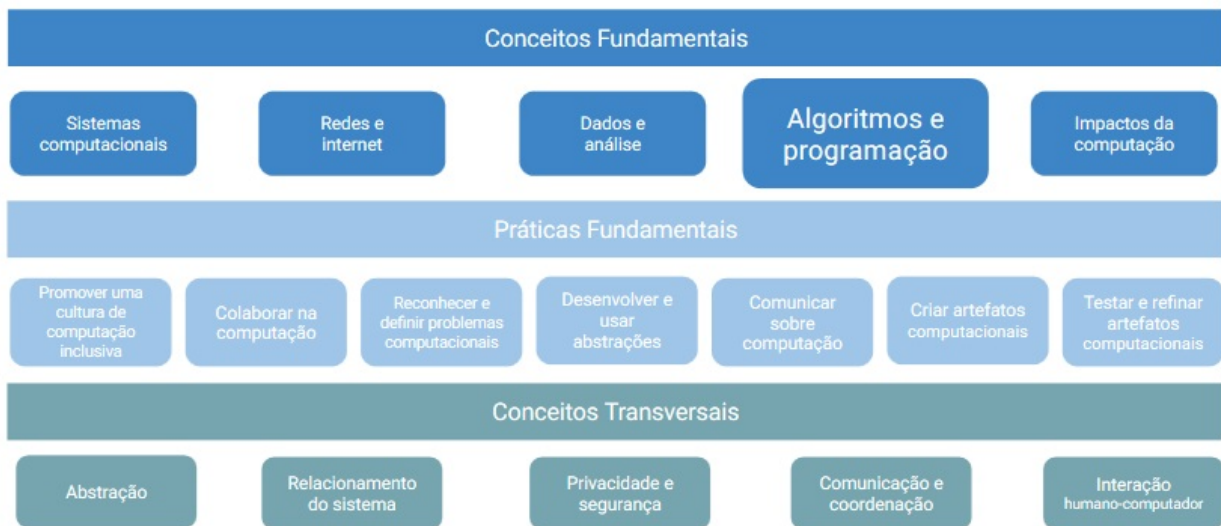 Conceitos Fundamentais
Sistemas
computacionais
Redes e
internet
Dados e
análise
Algoritmos e
programação
Impactos da
computação
Práticas Fundamentais
Promover uma
cultura de
computação
inclusiva
Colaborar na
computação
Reconhecer e
definir problemas
computacionais
Desenvolver e
usar
abstrações
Comunicar
sobre
computação
Criar artefatos
computacionais
Testar e refinar
artefatos
computacionais
Conceitos Transversais
Abstração
Relacionamento
do sistema
Privacidade e
segurança
Comunicação e
coordenação
Interação
humano-computador